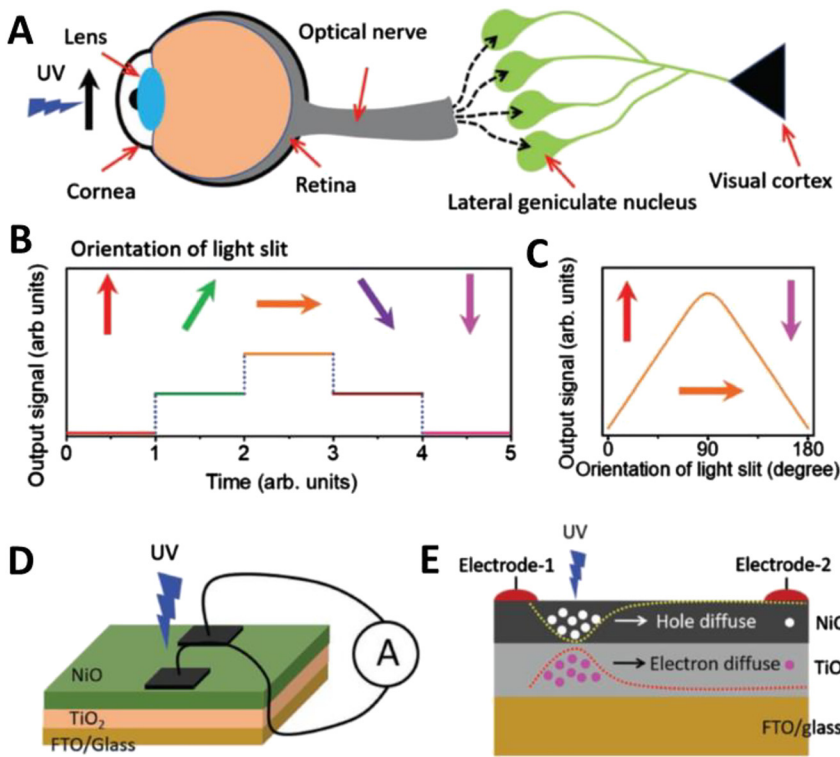 A
Lens
Optical nerve
UV
Cornea
Retina
Lateral geniculate nucleus
Visual cortex
B
Orientation of light slit
Output signal (arb units)
0 1 2 3 4 5
Time (arb. units)
C
Output signal (arb. units)
0 90 180
Orientation of light slit (degree)
D
UV
A
NiO
TiO2
FTO/Glass
E
UV
Electrode-1
Electrode-2
Hole diffuse
NiO
Electron diffuse
TiO
FTO/glass